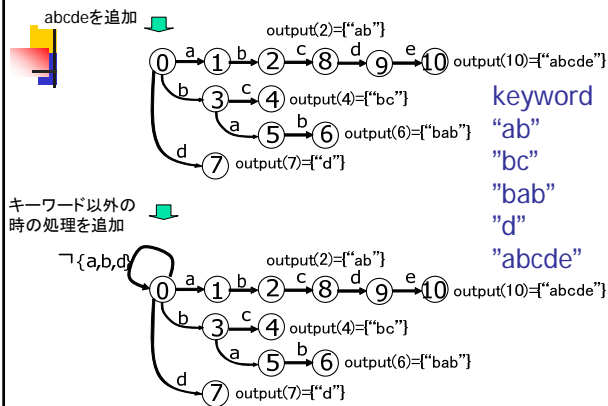 abcdeを追加
output(2)={“ab”}
0 a 1 b 2 c 8 d 9 e 10 output(10)={“abcde”}
b 3 c 4 output(4)={“bc”}
a 5 b 6 output(6)={“bab”}
d 7 output(7)={“d”}
keyword
“ab”
”bc”
”bab”
”d”
”abcde”
キーワード以外の
時の処理を追加
¬{a,b,d}
output(2)={“ab”}
0 a 1 b 2 c 8 d 9 e 10 output(10)={“abcde”}
b 3 c 4 output(4)={“bc”}
a 5 b 6 output(6)={“bab”}
d 7 output(7)={“d”}